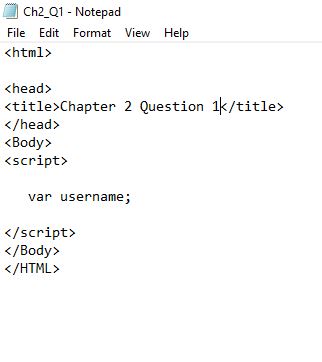 Ch2_Q1 - Notepad
File Edit Format View Help
<html>
<head>
<title>Chapter 2 Question 1</title>
</head>
<Body>
<script>
var username;
</script>
</Body>
</HTML>